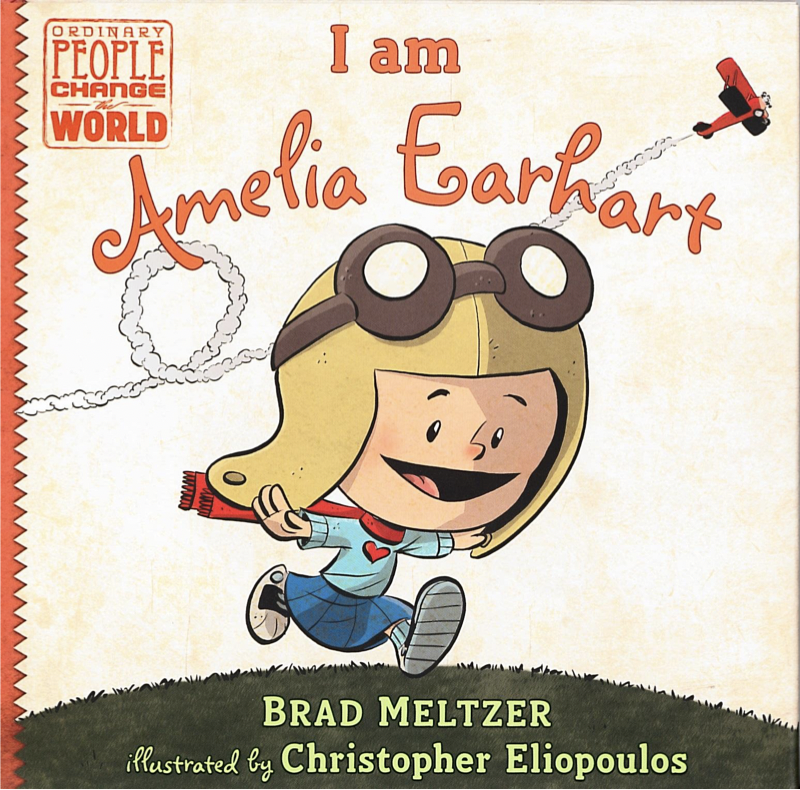 ORDINARY
PEOPLE
CHANGE
the
WORLD
I am
Amelia Earhart
BRAD MELTZER
illustrated by Christopher Eliopoulos